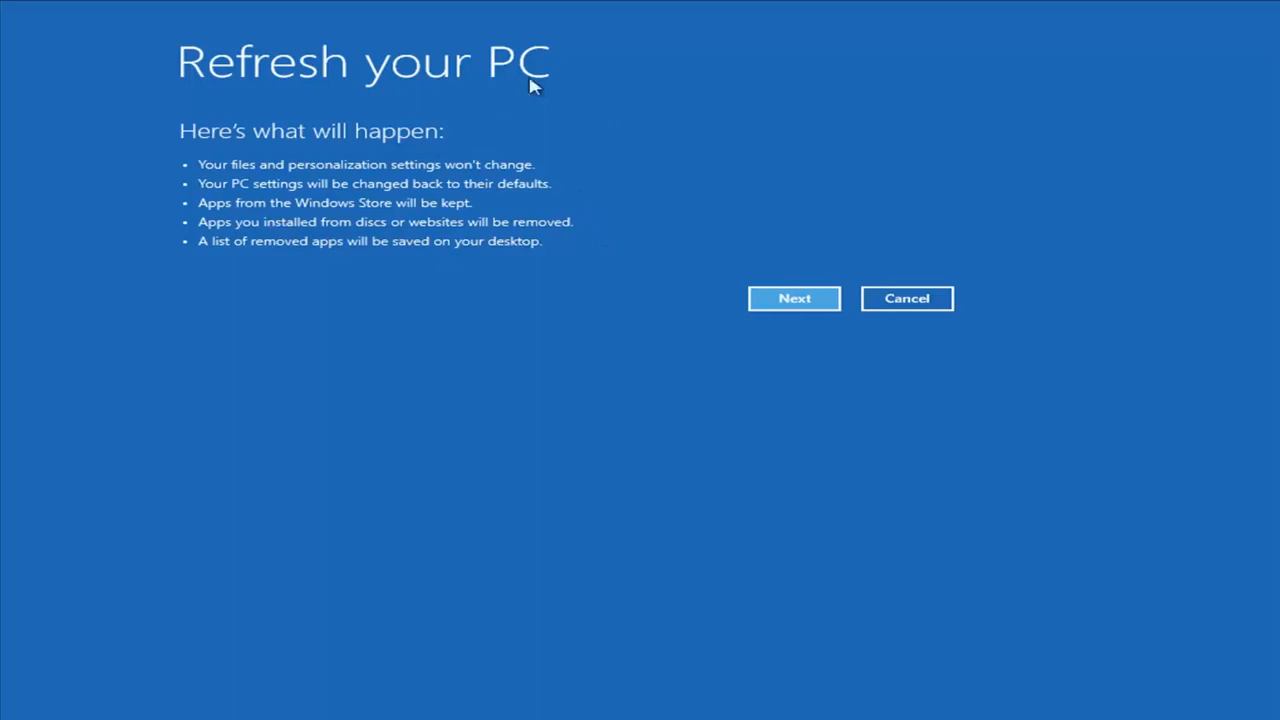 Refresh your PC
Here's what will happen:
• Your files and personalization settings won't change.
• Your PC settings will be changed back to their defaults.
• Apps from the Windows Store will be kept.
• Apps you installed from discs or websites will be removed.
• A list of removed apps will be saved on your desktop.
Next Cancel